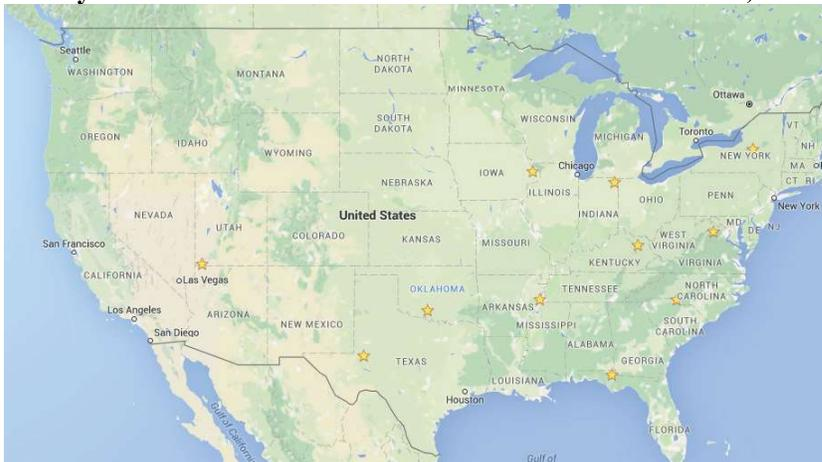 Seattle
WASHINGTON
MONTANA
NORTH
DAKOTA
MINNESOTA
Ottawa
OREGON
IDAHO
WYOMING
SOUTH
DAKOTA
WISCONSIN
MICHIGAN
Toronto
VT
NH
NEW YORK
MA
CT RI
NEVADA
UTAH
COLORADO
NEBRASKA
IOWA
Chicago
ILLINOIS
INDIANA
OHIO
PENN
New York
United States
San Francisco
CALIFORNIA
Las Vegas
KANSAS
MISSOURI
WEST
VIRGINIA
MD
DE NJ
KENTUCKY
VIRGINIA
Los Angeles
San Diego
ARIZONA
NEW MEXICO
OKLAHOMA
ARKANSAS
TENNESSEE
NORTH
CAROLINA
MISSISSIPPI
SOUTH
CAROLINA
ALABAMA
TEXAS
GEORGIA
LOUISIANA
Houston
FLORIDA
Gulf of California
Gulf of